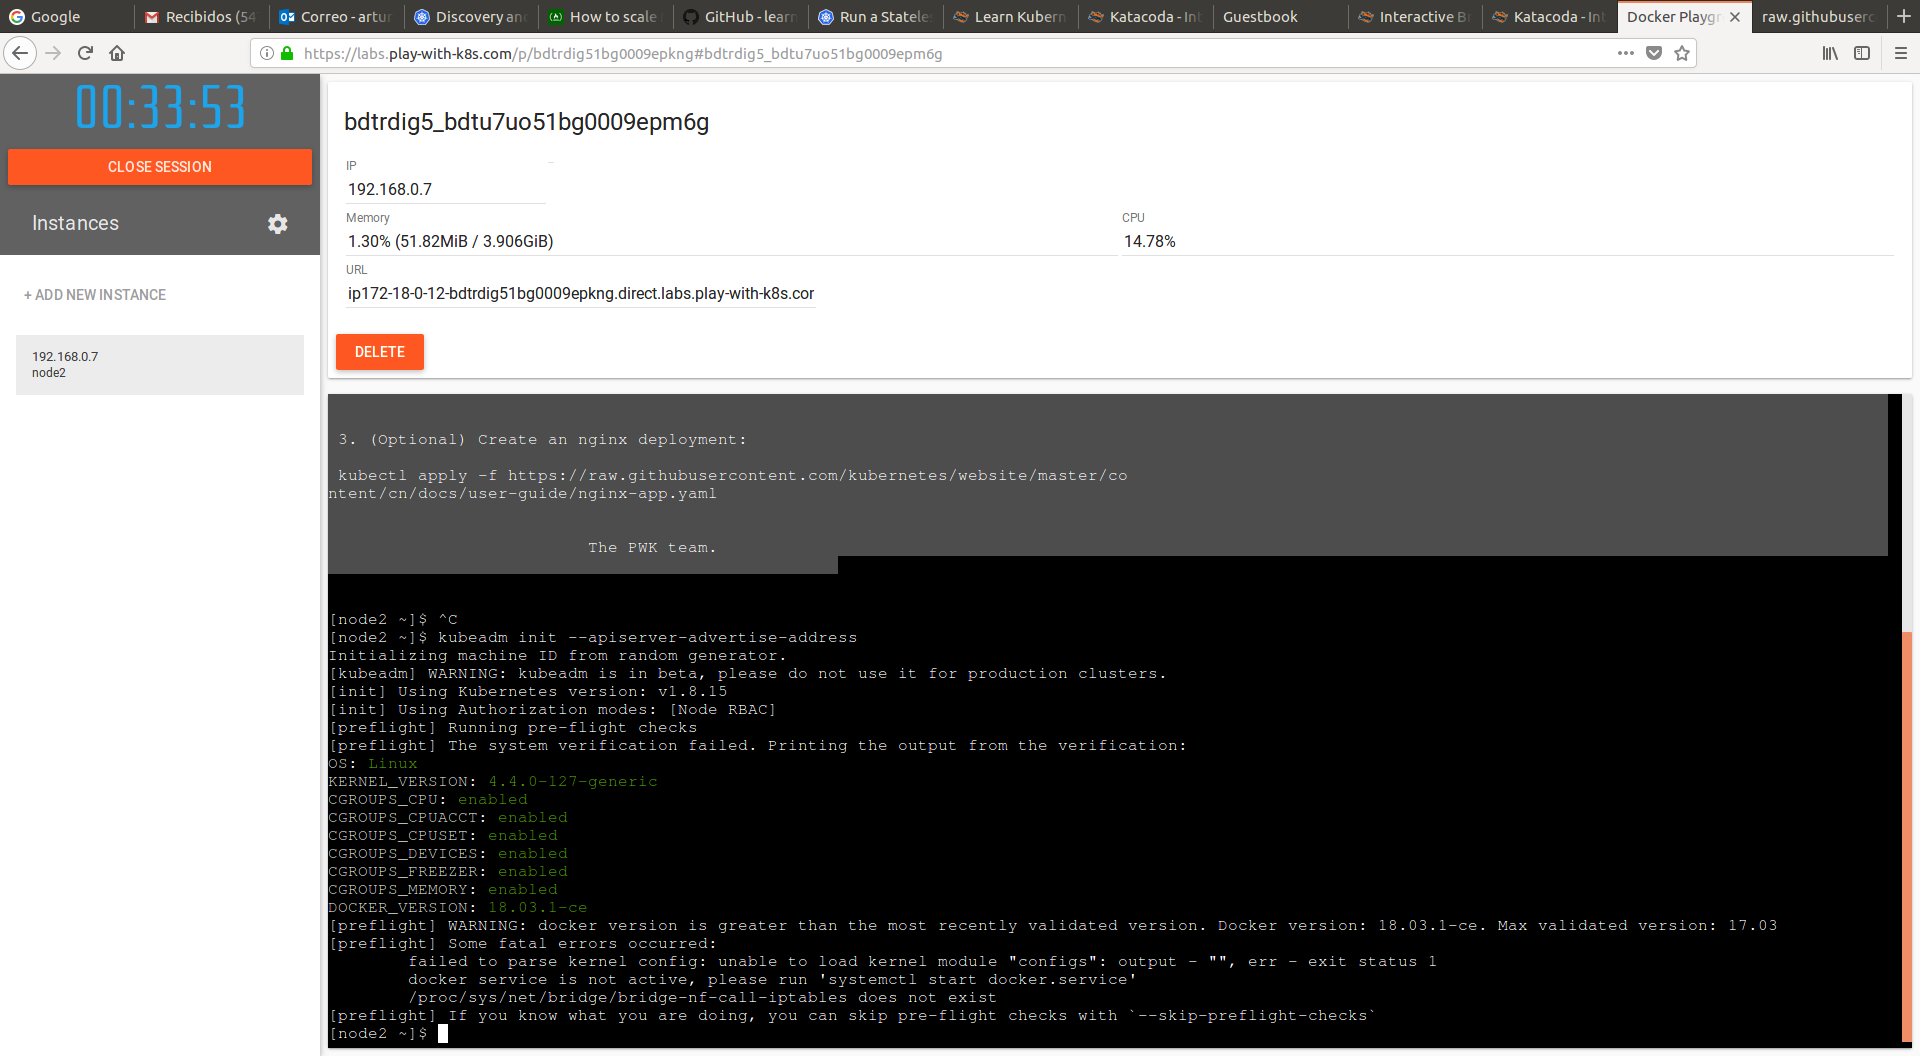 Google
Recibidos (54
Correo - artur
Discovery and
How to scale
GitHub - learn
Run a Stateles
Learn Kubern
Katacoda - Int
Guestbook
Interactive B
Katacoda - Int
Docker Playgr
raw.githubuserc
https://labs.play-with-k8s.com/p/bdtrdig51bg0009epkng#bdtrdig5_bdtu7uo51bg0009epm6g
00:33:53
CLOSE SESSION
Instances
+ ADD NEW INSTANCE
192.168.0.7
node2
bdtrdig5_bdtu7uo51bg0009epm6g
IP
192.168.0.7
Memory
1.30% (51.82MiB / 3.906GiB)
CPU
14.78%
URL
ip172-18-0-12-bdtrdig51bg0009epkng.direct.labs.play-with-k8s.cor
DELETE
3. (Optional) Create an nginx deployment:
kubectl apply -f https://raw.githubusercontent.com/kubernetes/website/master/co
ntent/cn/docs/user-guide/nginx-app.yaml
The PWK team.
[node2 ~]$ ^C
[node2 ~]$ kubeadm init --apiserver-advertise-address
Initializing machine ID from random generator.
[kubeadm] WARNING: kubeadm is in beta, please do not use it for production clusters.
[init] Using Kubernetes version: v1.8.15
[init] Using Authorization modes: [Node RBAC]
[preflight] Running pre-flight checks
[preflight] The system verification failed. Printing the output from the verification:
OS: Linux
KERNEL_VERSION: 4.4.0-127-generic
CGROUPS_CPU: enabled
CGROUPS_CPUACCT: enabled
CGROUPS_CPUSET: enabled
CGROUPS_DEVICES: enabled
CGROUPS_FREEZER: enabled
CGROUPS_MEMORY: enabled
DOCKER_VERSION: 18.03.1-ce
[preflight] WARNING: docker version is greater than the most recently validated version. Docker version: 18.03.1-ce. Max validated version: 17.03
[preflight] Some fatal errors occurred:
failed to parse kernel config: unable to load kernel module "configs": output - "", err - exit status 1
docker service is not active, please run 'systemctl start docker.service'
/proc/sys/net/bridge/bridge-nf-call-iptables does not exist
[preflight] If you know what you are doing, you can skip pre-flight checks with `--skip-preflight-checks`
[node2 ~]$